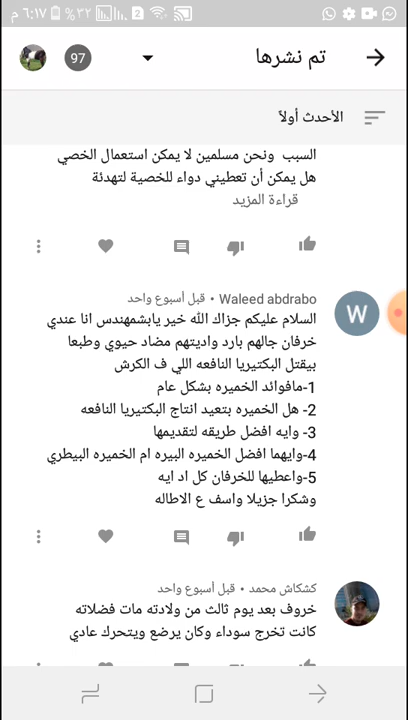 ٦:١٧ م ٣٢٪ 2
تم نشرها 97
الأحدث أولاً
السبب ونحن مسلمين لا يمكن استعمال الخصي
هل يمكن أن تعطيني دواء للخصية لتهدئة
قراءة المزيد
Waleed abdrabo • قبل أسبوع واحد
W
السلام عليكم جزاك الله خير يابشمهندس انا عندي
خرفان جالهم بارد واديتهم مضاد حيوي وطبعا
بيقتل البكتيريا النافعه اللي ف الكرش
1-مافوائد الخميره بشكل عام
2- هل الخميره بتعيد انتاج البكتيريا النافعه
3- وايه افضل طريقه لتقديمها
4-وايهما افضل الخميره البيره ام الخميره البيطري
5-واعطيها للخرفان كل اد ايه
وشكرا جزيلا واسف ع الاطاله
كشكاش محمد • قبل أسبوع واحد
خروف بعد يوم ثالث من ولادته مات فضلاته
كانت تخرج سوداء وكان يرضع ويتحرك عادي